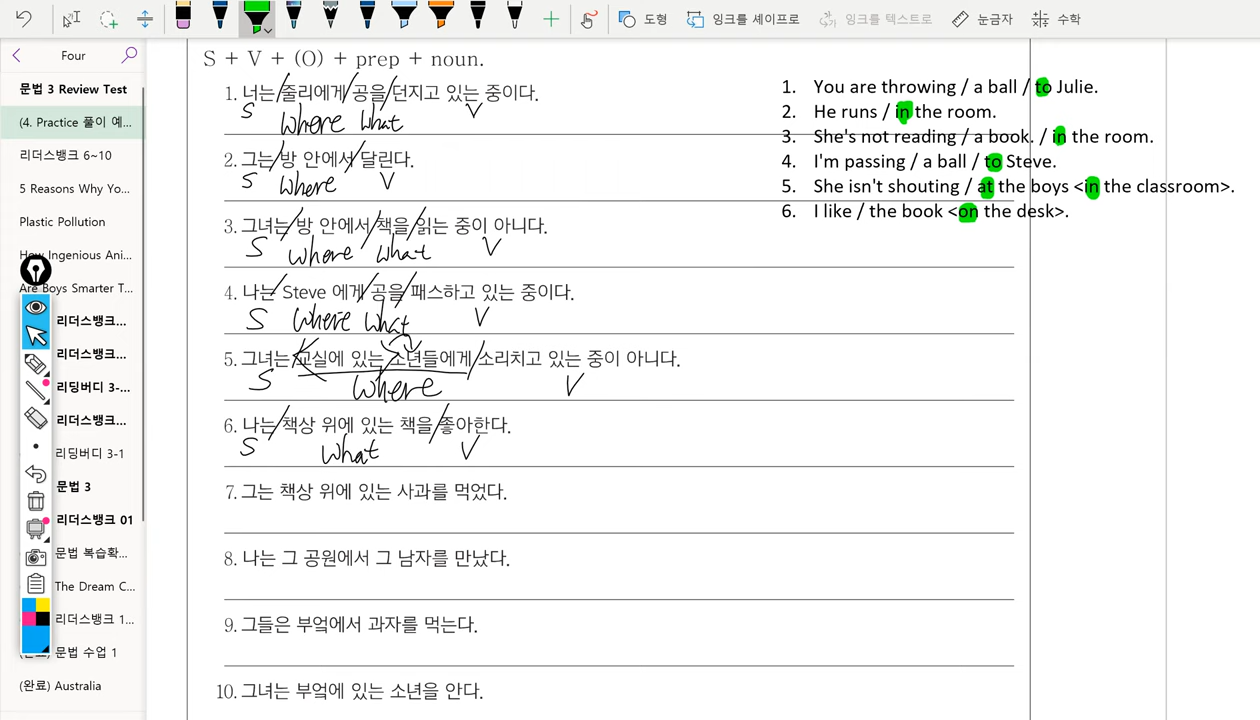 도형
잉크를 셰이프로
잉크를 텍스트로
눈금자
수학
Four
문법 3 Review Test
(4. Practice 풀이 예...
리더스뱅크 6~10
5 Reasons Why Yo...
Plastic Pollution
How Ingenious Ani...
Are Boys Smarter T...
리더스뱅크...
리더스뱅크...
리딩버디 3-...
리더스뱅크...
리딩버디 3-1
문법 3
리더스뱅크 01
문법 복습확...
The Dream C...
리더스뱅크 1...
문법 수업 1
(완료) Australia
S + V + (O) + prep + noun.
1. 너는/줄리에게/공을/던지고 있는 중이다.
S where what V
2. 그는/방 안에서/달린다.
S where V
3. 그녀는/방 안에서/책을/읽는 중이 아니다.
S where what V
4. 나는/Steve 에게/공을/패스하고 있는 중이다.
S where what V
5. 그녀는<교실에 있는 소년들에게/소리치고 있는 중이 아니다.
S where V
6. 나는/책상 위에 있는 책을/좋아한다.
S what V
7. 그는 책상 위에 있는 사과를 먹었다.
8. 나는 그 공원에서 그 남자를 만났다.
9. 그들은 부엌에서 과자를 먹는다.
10. 그녀는 부엌에 있는 소년을 안다.
1. You are throwing / a ball / to Julie.
2. He runs / in the room.
3. She's not reading / a book. / in the room.
4. I'm passing / a ball / to Steve.
5. She isn't shouting / at the boys <in the classroom>.
6. I like / the book <on the desk>.